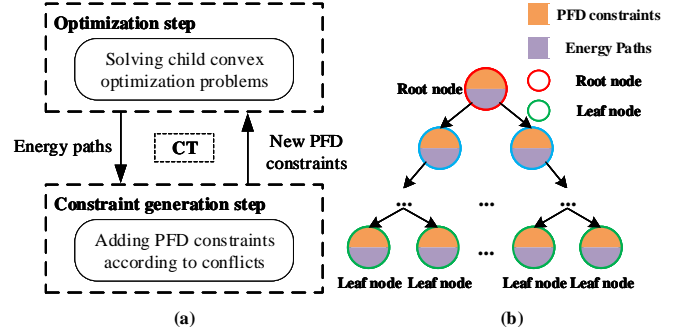 Optimization step
Solving child convex
optimization problems
Energy paths
CT
New PFD
constraints
Constraint generation step
Adding PFD constraints
according to conflicts
(a)
PFD constraints
Energy Paths
Root node
Leaf node
Root node
...
...
...
...
Leaf node
Leaf node
Leaf node
Leaf node
(b)